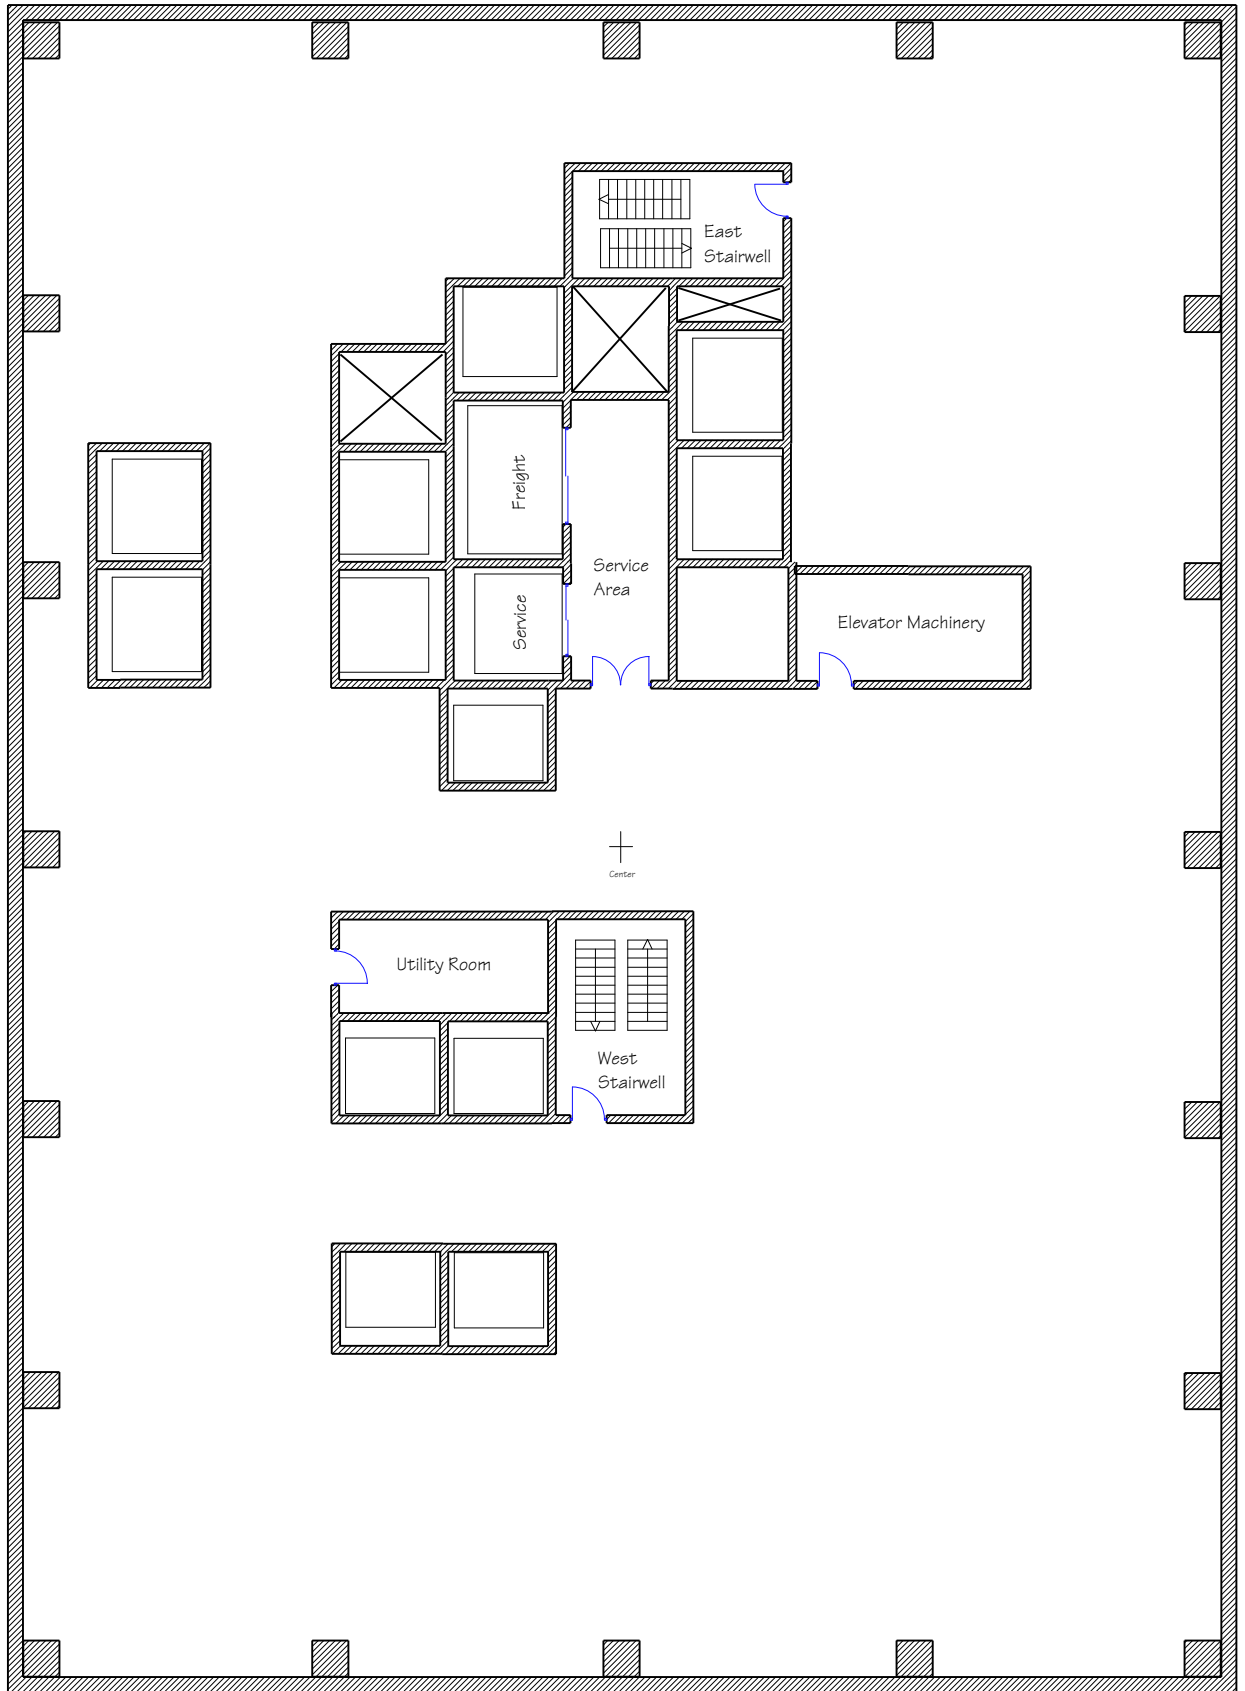 East
Stairwell
Freight
Service
Area
Service
Elevator Machinery
Center
Utility Room
West
Stairwell